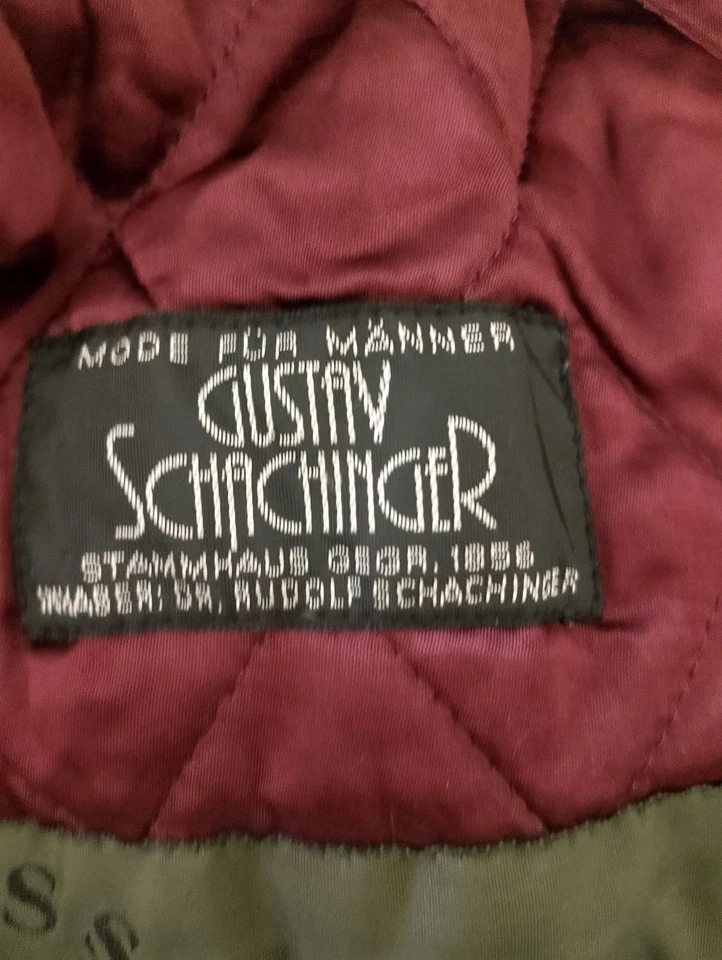 MODE FÜR MÄNNER
GUSTAV
SCHACHINGER
STAMMHAUS GEGR. 1856
INHABER: DR. RUDOLF SCHACHINGER
S
S